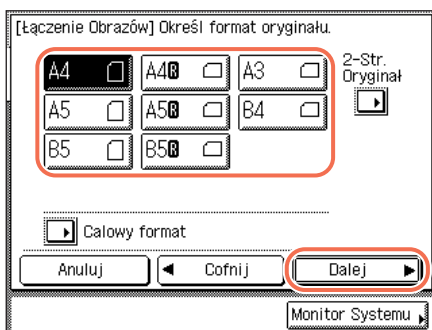 [Łączenie Obrazów] Określ format oryginału.
A4 A4R A3
2-Str.
Oryginał
A5 A5R B4
B5 B5R
Calowy format
Anuluj Cofnij Dalej
Monitor Systemu